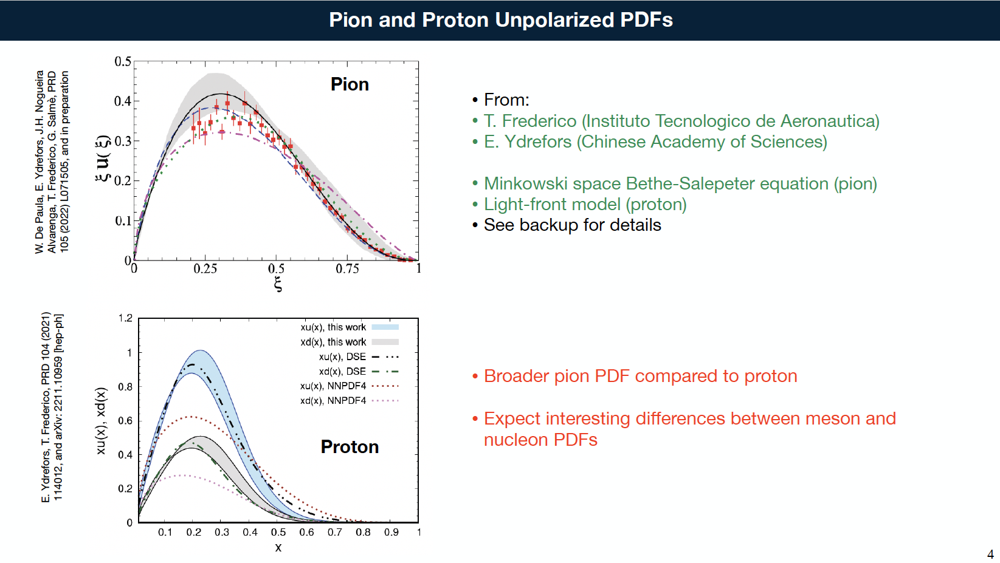 Pion and Proton Unpolarized PDFs
W. De Paula, E. Ydrefors, J.H. Nogueira
Alvarenga, T. Frederico, G. Salmè, PRD
105 (2022) L071505, and in preparation
0.5
0.4
0.3
0.2
0.1
0
ξ u(ξ)
Pion
0
0.25
0.5
0.75
1
ξ
• From:
• T. Frederico (Instituto Tecnologico de Aeronautica)
• E. Ydrefors (Chinese Academy of Sciences)
• Minkowski space Bethe-Salepeter equation (pion)
• Light-front model (proton)
• See backup for details
E. Ydrefors, T. Frederico, PRD 104 (2021)
114012, and arXiv: 2211.10959 [hep-ph]
1.2
1
0.8
0.6
0.4
0.2
0
xu(x), xd(x)
xu(x), this work
xd(x), this work
xu(x), DSE
xd(x), DSE
xu(x), NNPDF4
xd(x), NNPDF4
Proton
0.1
0.2
0.3
0.4
0.5
0.6
0.7
0.8
0.9
1
x
• Broader pion PDF compared to proton
• Expect interesting differences between meson and
nucleon PDFs
4